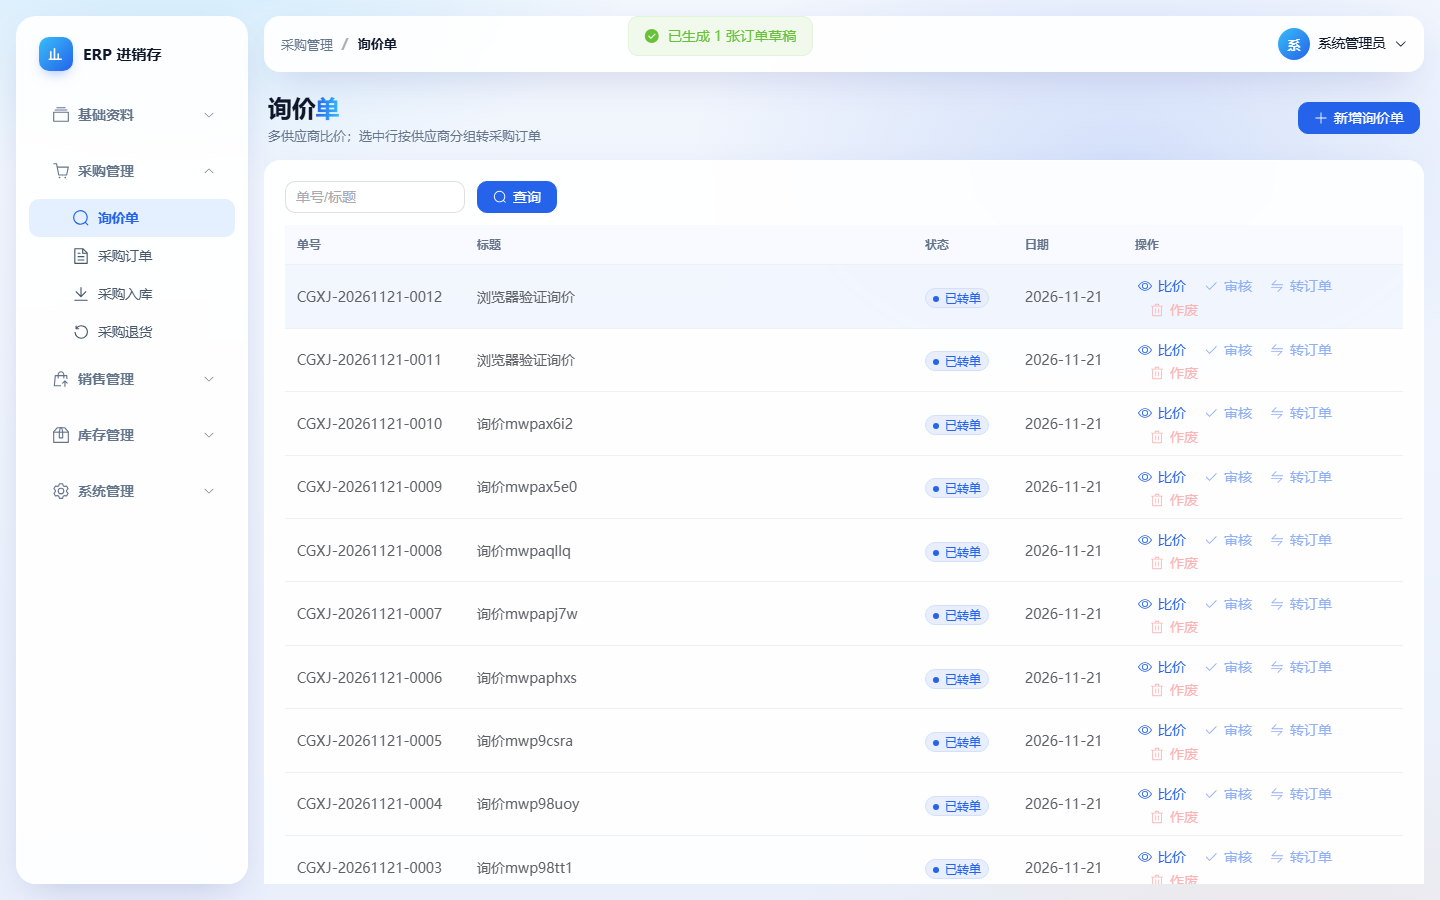 ERP 进销存
基础资料
采购管理
询价单
采购订单
采购入库
采购退货
销售管理
库存管理
系统管理
采购管理 / 询价单
已生成 1 张订单草稿
系 系统管理员
询价单
多供应商比价；选中行按供应商分组转采购订单
新增询价单
单号/标题 查询
单号 标题 状态 日期 操作
CGXJ-20261121-0012 浏览器验证询价 已转单 2026-11-21 比价 审核 转订单
作废
CGXJ-20261121-0011 浏览器验证询价 已转单 2026-11-21 比价 审核 转订单
作废
CGXJ-20261121-0010 询价mwpax6i2 已转单 2026-11-21 比价 审核 转订单
作废
CGXJ-20261121-0009 询价mwpax5e0 已转单 2026-11-21 比价 审核 转订单
作废
CGXJ-20261121-0008 询价mwpaqllq 已转单 2026-11-21 比价 审核 转订单
作废
CGXJ-20261121-0007 询价mwpapj7w 已转单 2026-11-21 比价 审核 转订单
作废
CGXJ-20261121-0006 询价mwpaphxs 已转单 2026-11-21 比价 审核 转订单
作废
CGXJ-20261121-0005 询价mwp9csra 已转单 2026-11-21 比价 审核 转订单
作废
CGXJ-20261121-0004 询价mwp98uoy 已转单 2026-11-21 比价 审核 转订单
作废
CGXJ-20261121-0003 询价mwp98tt1 已转单 2026-11-21 比价 审核 转订单
作废